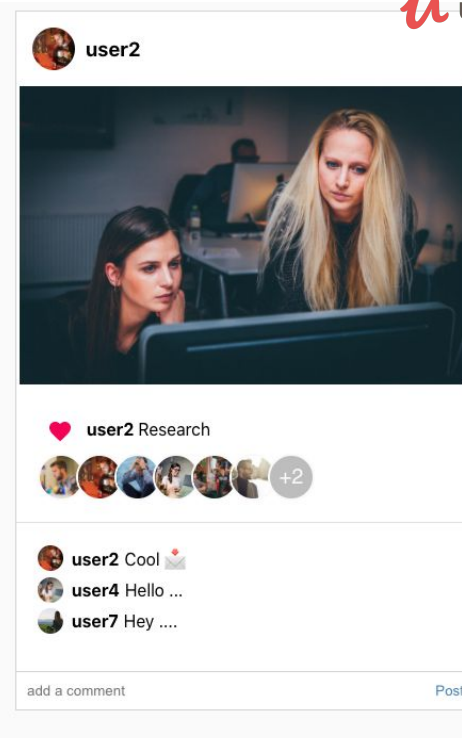 user2
user2 Research
+2
user2 Cool 📩
user4 Hello ...
user7 Hey ....
add a comment
Post